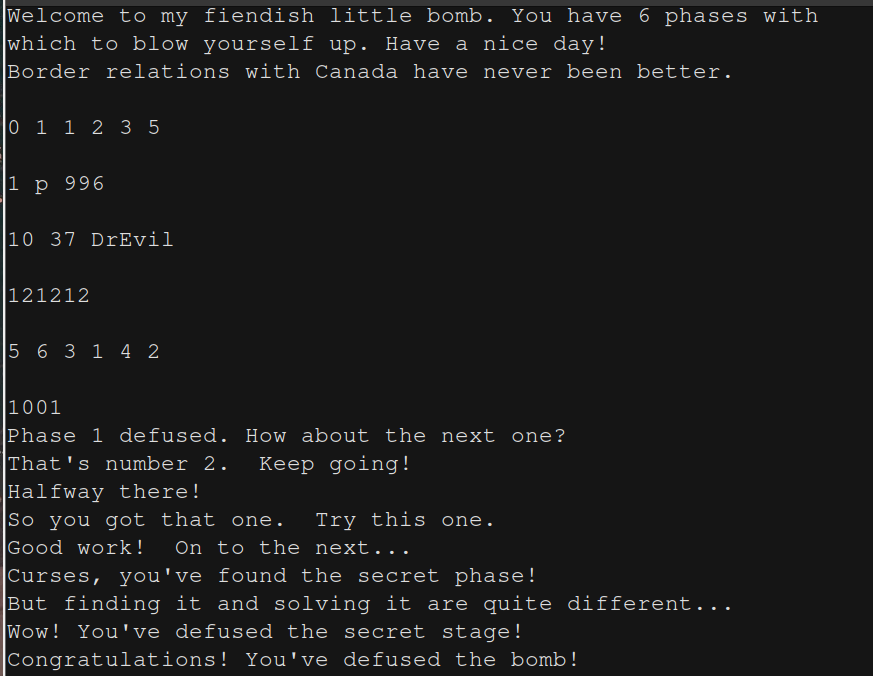 Welcome to my fiendish little bomb. You have 6 phases with
which to blow yourself up. Have a nice day!
Border relations with Canada have never been better.
0 1 1 2 3 5
1 p 996
10 37 DrEvil
121212
5 6 3 1 4 2
1001
Phase 1 defused. How about the next one?
That's number 2.  Keep going!
Halfway there!
So you got that one.  Try this one.
Good work!  On to the next...
Curses, you've found the secret phase!
But finding it and solving it are quite different...
Wow! You've defused the secret stage!
Congratulations! You've defused the bomb!